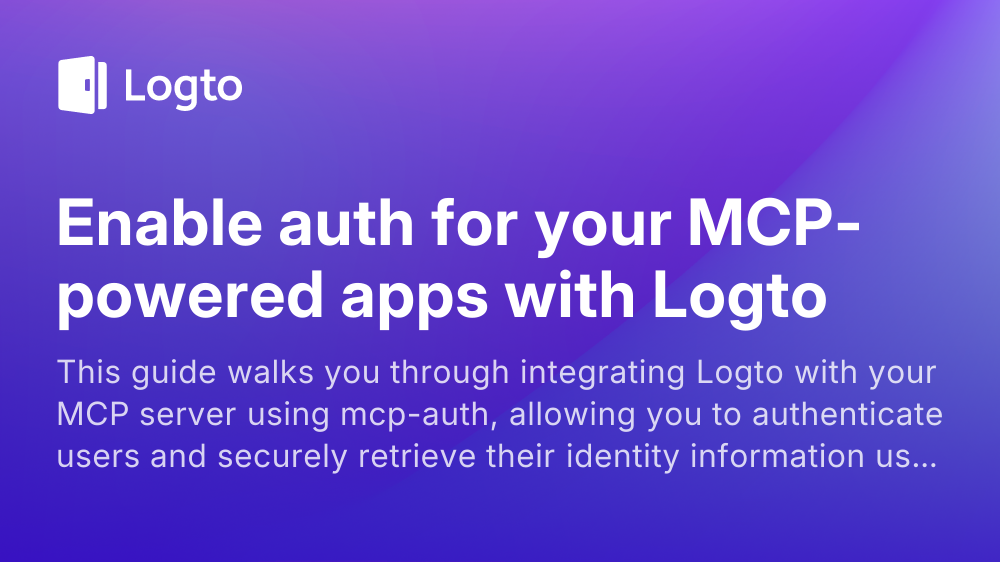 Logto
Enable auth for your MCP-
powered apps with Logto
This guide walks you through integrating Logto with your
MCP server using mcp-auth, allowing you to authenticate
users and securely retrieve their identity information us...